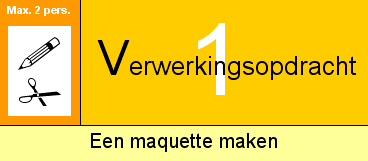 Max. 2 pers.
1
Verwerkingsopdracht
Een maquette maken